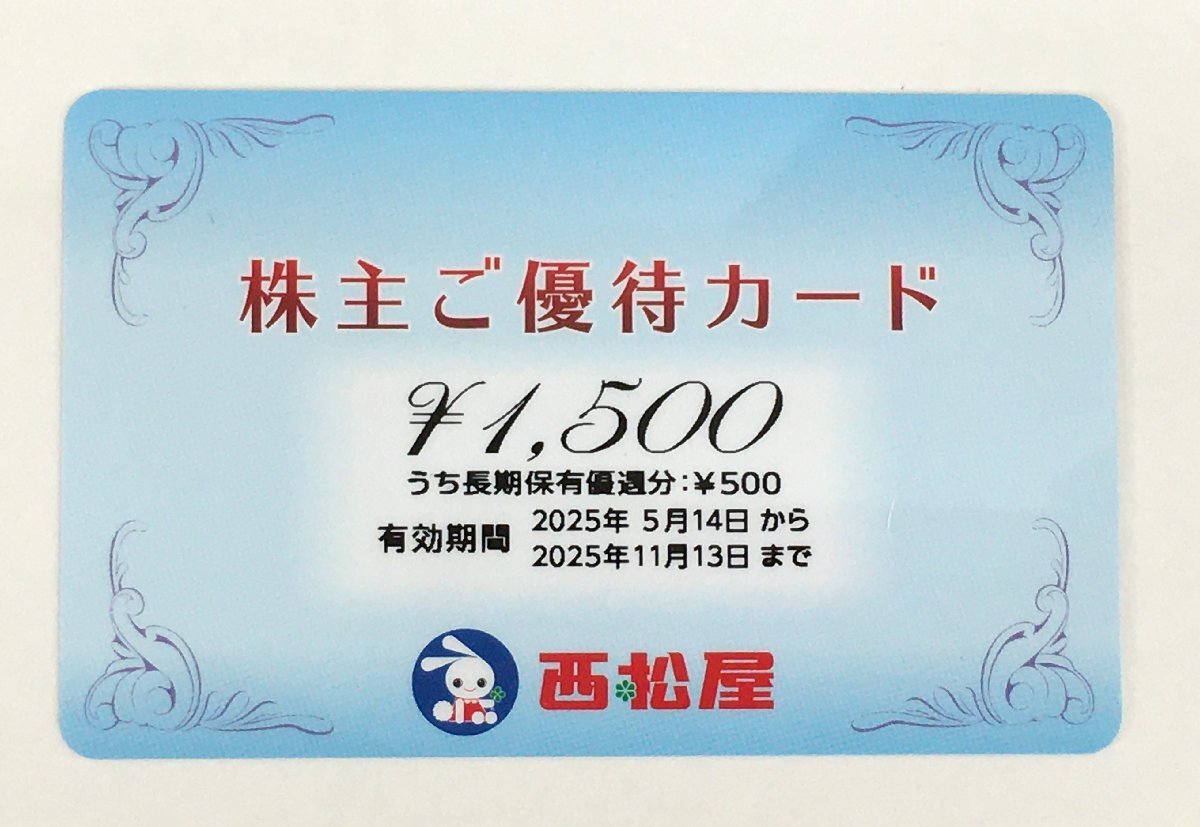 株主ご優待カード
¥1,500
うち長期保有優遇分:¥500
有効期間 2025年 5月14日 から
2025年11月13日 まで
西松屋